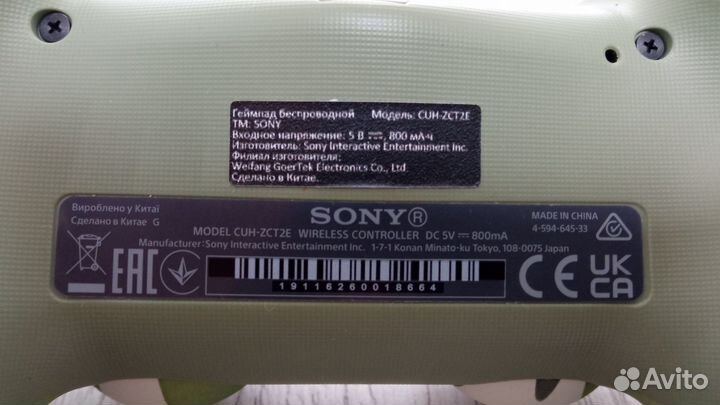 Геймпад беспроводной Модель: CUH-ZCT2E
TM: SONY
Входное напряжение: 5 В ⎓, 800 мА·ч
Изготовитель: Sony Interactive Entertainment Inc.
Филиал изготовителя:
Weifang GoerTek Electronics Co., Ltd.
Сделано в Китае.
Вироблено у Китаї
Сделано в Китае G
SONY®
MADE IN CHINA
4-594-645-33
MODEL CUH-ZCT2E WIRELESS CONTROLLER DC 5V ⎓ 800mA
Manufacturer: Sony Interactive Entertainment Inc. 1-7-1 Konan Minato-ku Tokyo, 108-0075 Japan
EAC
19116260018664
CE
UK
CA
Avito